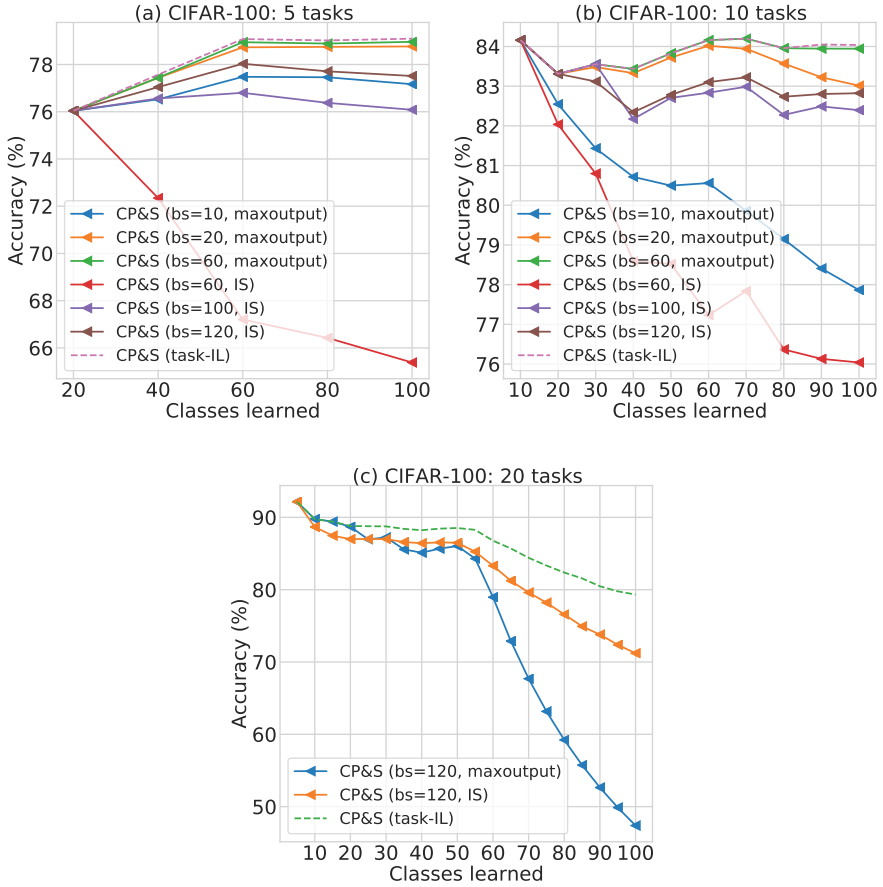 (a) CIFAR-100: 5 tasks
Accuracy (%)
78
76
74
72
70
68
66
CP&S (bs=10, maxoutput)
CP&S (bs=20, maxoutput)
CP&S (bs=60, maxoutput)
CP&S (bs=60, IS)
CP&S (bs=100, IS)
CP&S (bs=120, IS)
CP&S (task-IL)
20 40 60 80 100
Classes learned
(b) CIFAR-100: 10 tasks
Accuracy (%)
84
83
82
81
80
79
78
77
76
CP&S (bs=10, maxoutput)
CP&S (bs=20, maxoutput)
CP&S (bs=60, maxoutput)
CP&S (bs=60, IS)
CP&S (bs=100, IS)
CP&S (bs=120, IS)
CP&S (task-IL)
10 20 30 40 50 60 70 80 90 100
Classes learned
(c) CIFAR-100: 20 tasks
Accuracy (%)
90
80
70
60
50
CP&S (bs=120, maxoutput)
CP&S (bs=120, IS)
CP&S (task-IL)
10 20 30 40 50 60 70 80 90 100
Classes learned